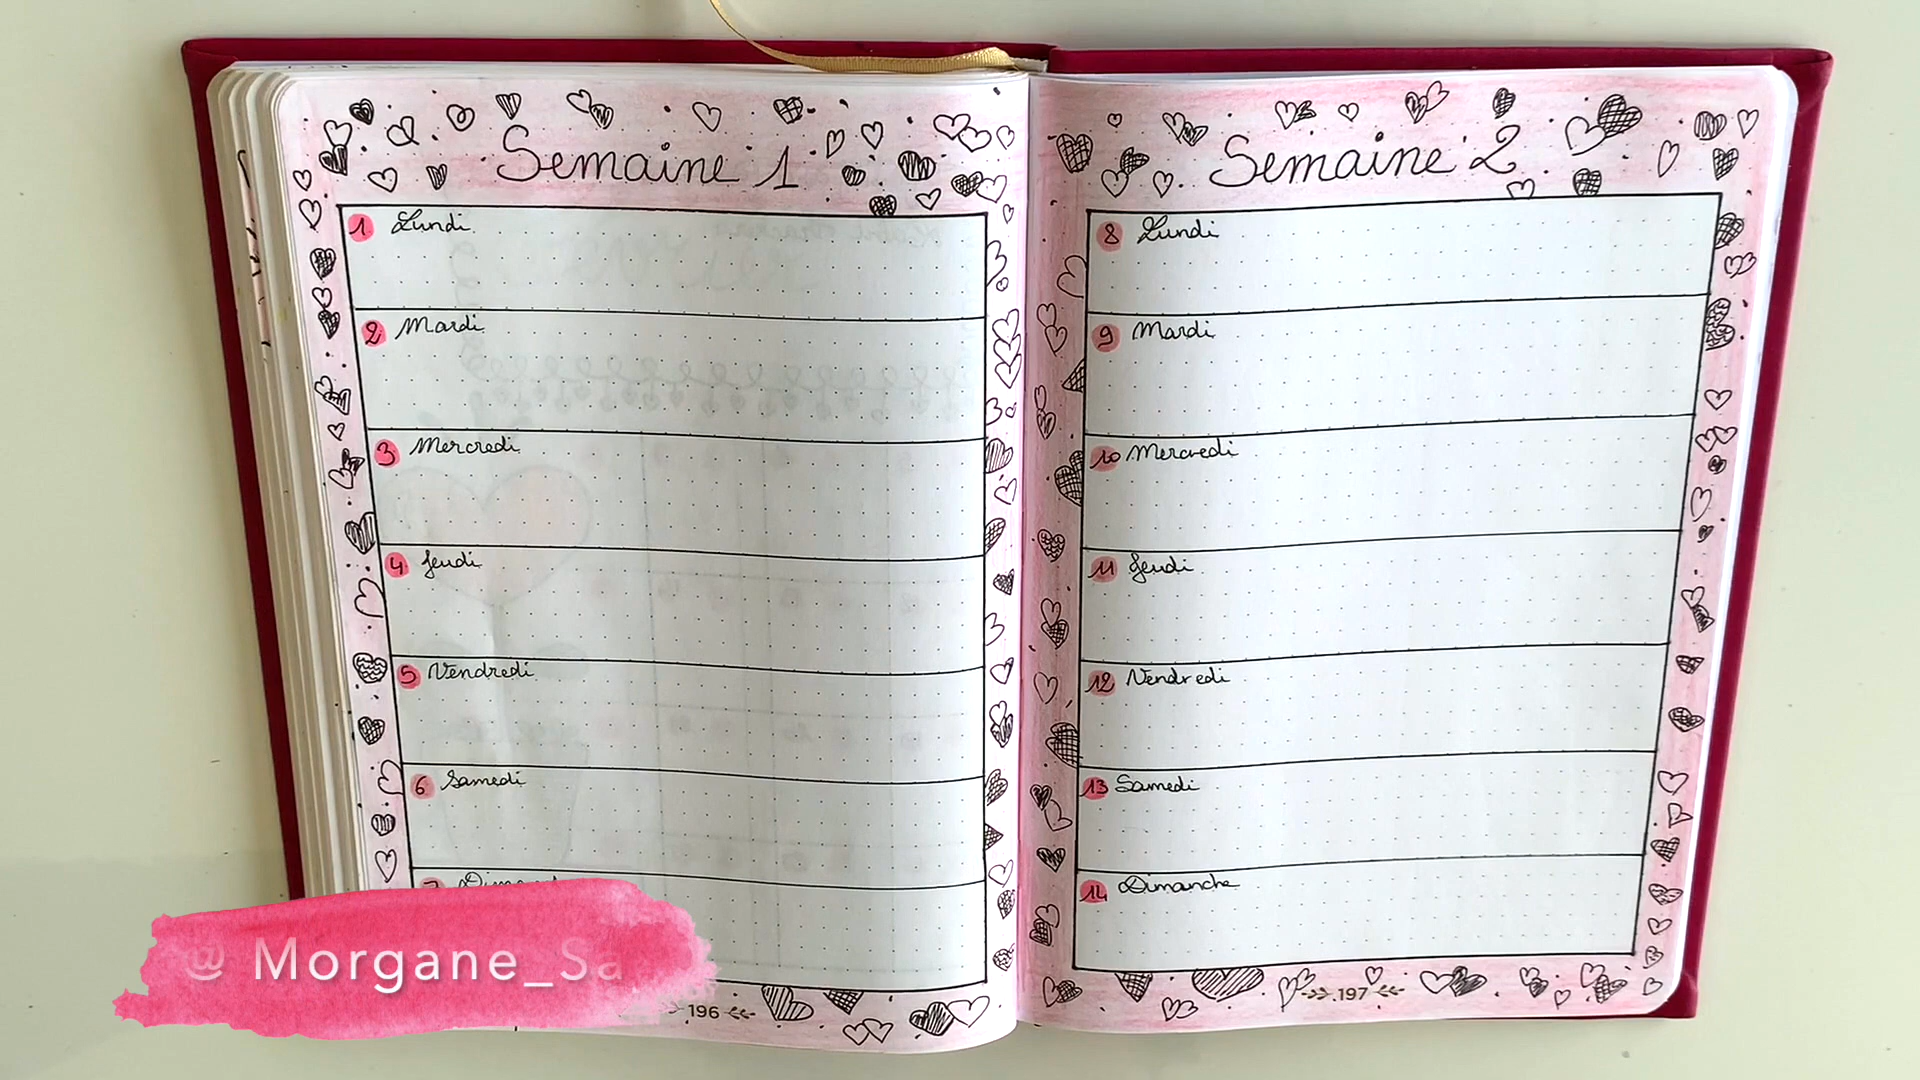 Semaine 1
1 Lundi
2 Mardi
3 Mercredi
4 Jeudi
5 Vendredi
6 Samedi
196
Semaine 2
8 Lundi
9 Mardi
10 Mercredi
11 Jeudi
12 Vendredi
13 Samedi
14 Dimanche
197
@ Morgane_Sa